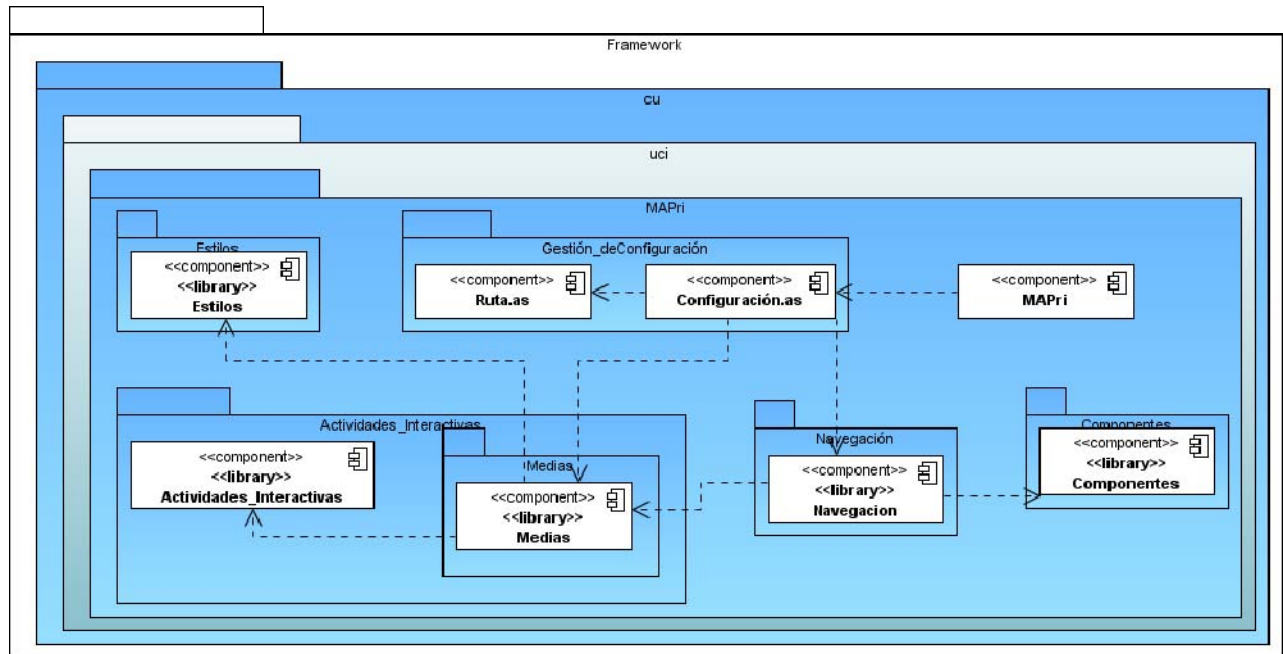 Framework
cu
uci
MAPri
Estilos
<<component>>
<<library>>
Estilos
Gestión_deConfiguración
<<component>>
Ruta.as
<<component>>
Configuración.as
<<component>>
MAPri
Actividades_Interactivas
<<component>>
<<library>>
Actividades_Interactivas
Medias
<<component>>
<<library>>
Medias
Navegación
<<component>>
<<library>>
Navegacion
Componentes
<<component>>
<<library>>
Componentes